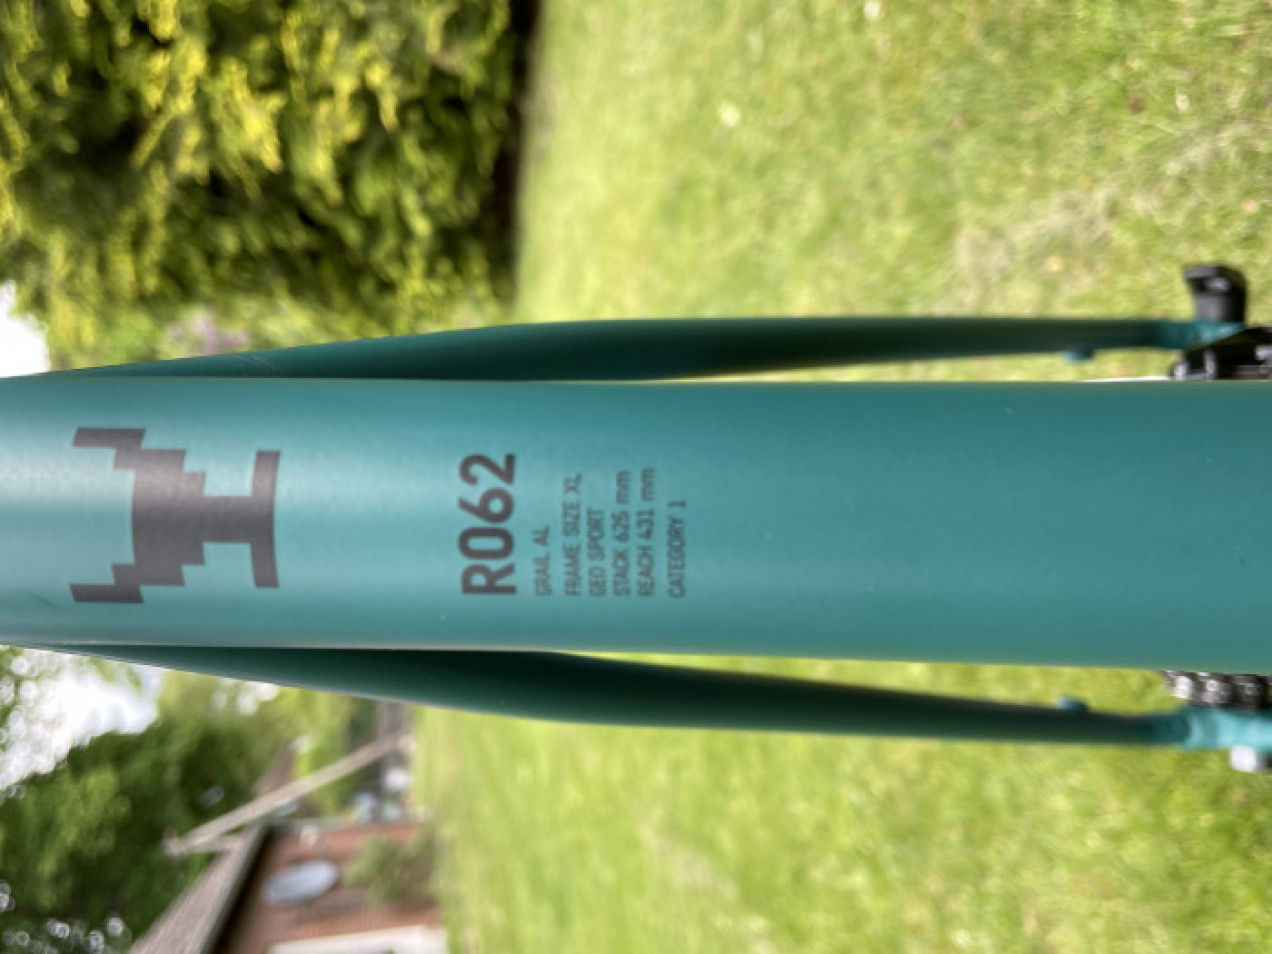 R062
GRAIL AL
FRAME SIZE XL
GEO SPORT
STACK 625 mm
REACH 431 mm
CATEGORY 1